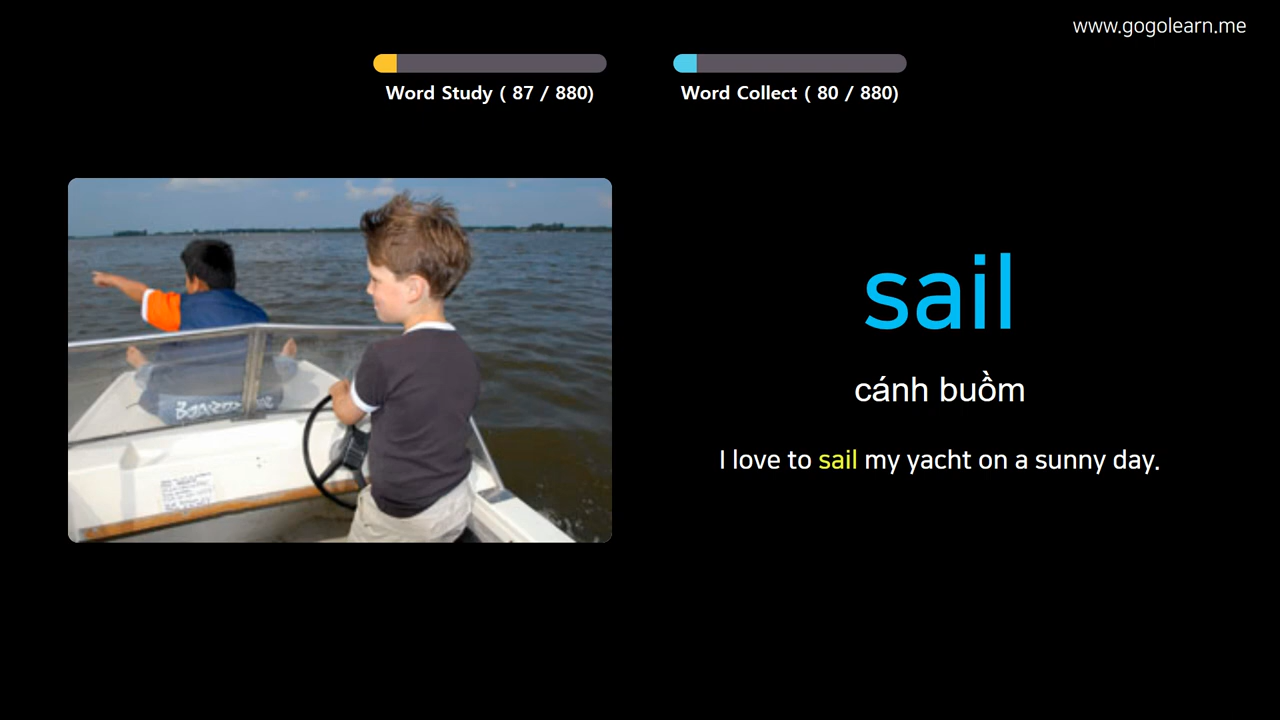 www.gogolearn.me
Word Study ( 87 / 880)
Word Collect ( 80 / 880)
sail
cánh buồm
I love to sail my yacht on a sunny day.